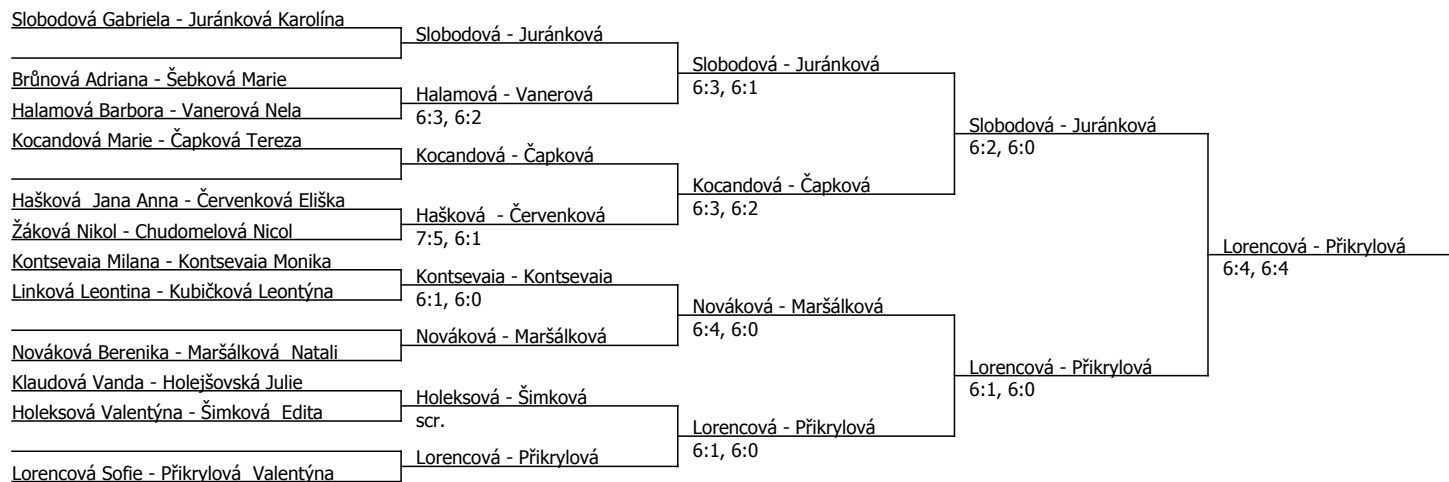 Slobodová Gabriela - Juránková Karolína
Brůnová Adriana - Šebková Marie
Halamová Barbora - Vanerová Nela
Kocandová Marie - Čapková Tereza
Hašková  Jana Anna - Červenková Eliška
Žáková Nikol - Chudomelová Nicol
Kontsevaia Milana - Kontsevaia Monika
Linková Leontina - Kubičková Leontýna
Nováková Berenika - Maršálková  Natali
Klaudová Vanda - Holejšovská Julie
Holeksová Valentýna - Šimková  Edita
Lorencová Sofie - Přikrylová  Valentýna
Slobodová - Juránková
Halamová - Vanerová
6:3, 6:2
Kocandová - Čapková
Hašková  - Červenková
7:5, 6:1
Kontsevaia - Kontsevaia
6:1, 6:0
Nováková - Maršálková
Holeksová - Šimková
scr.
Lorencová - Přikrylová
Slobodová - Juránková
6:3, 6:1
Kocandová - Čapková
6:3, 6:2
Nováková - Maršálková
6:4, 6:0
Lorencová - Přikrylová
6:1, 6:0
Slobodová - Juránková
6:2, 6:0
Lorencová - Přikrylová
6:1, 6:0
Lorencová - Přikrylová
6:4, 6:4